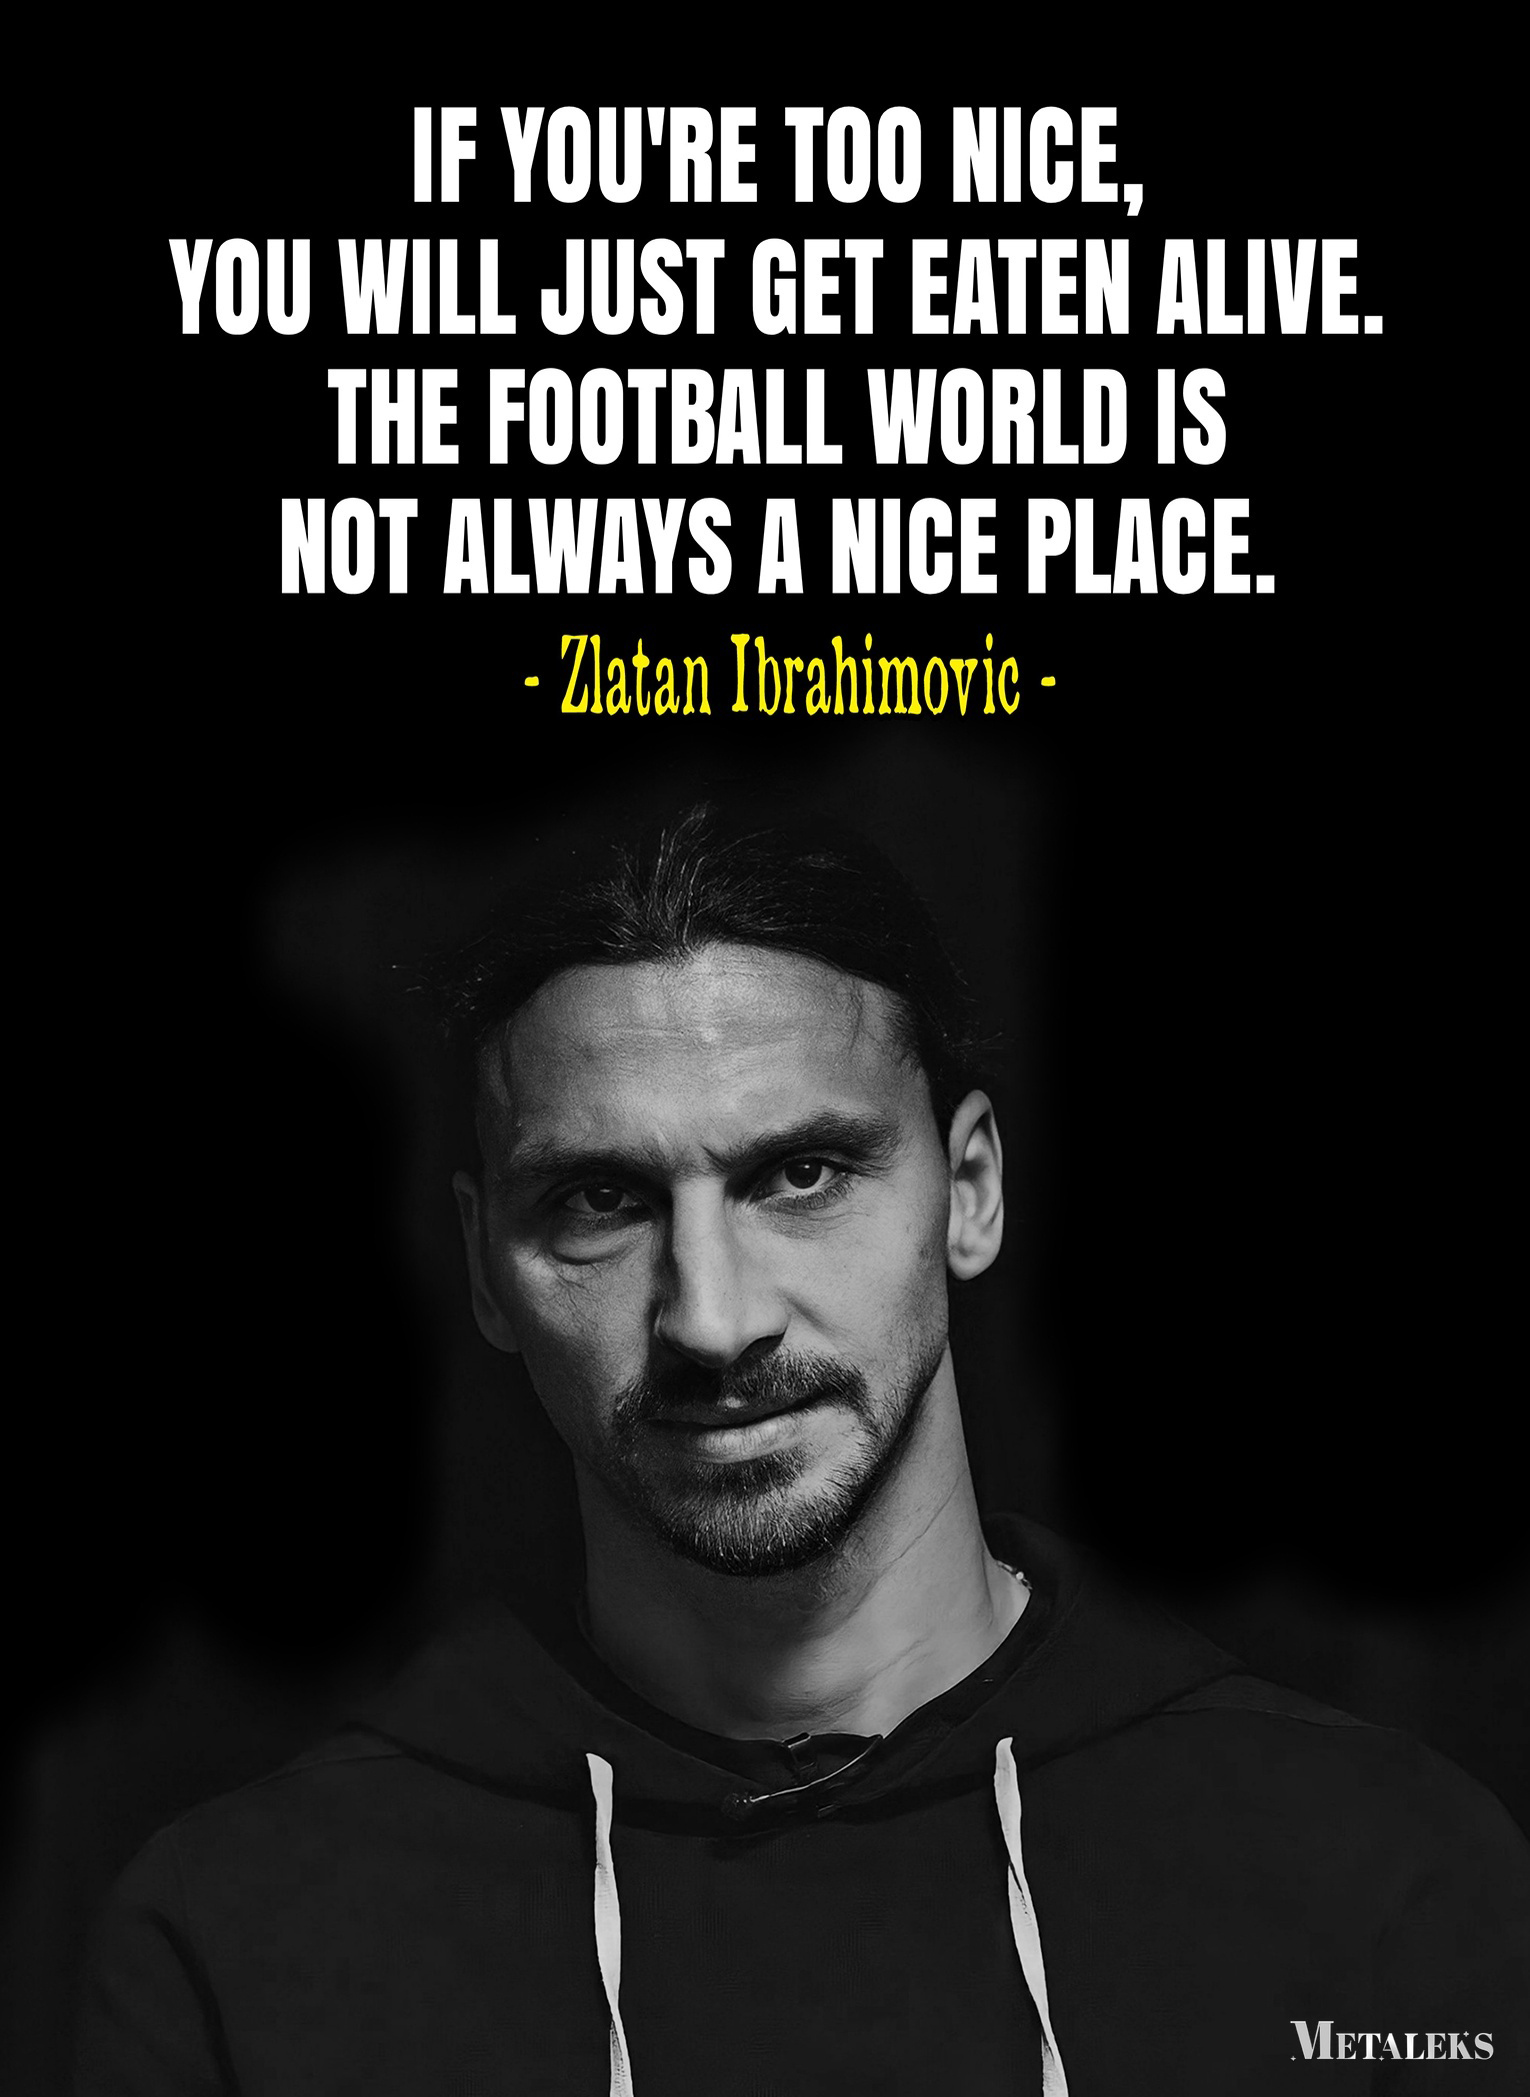 IF YOU'RE TOO NICE,
YOU WILL JUST GET EATEN ALIVE.
THE FOOTBALL WORLD IS
NOT ALWAYS A NICE PLACE.
- Zlatan Ibrahimovic -
METALEKS